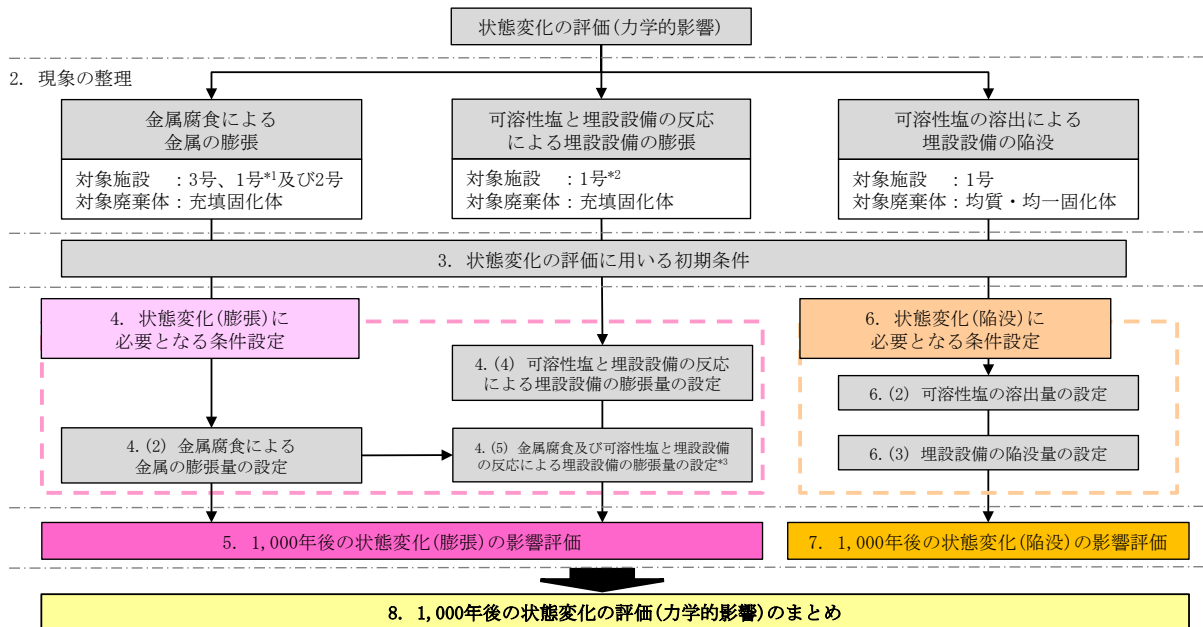 状態変化の評価(力学的影響)
2. 現象の整理
金属腐食による
金属の膨張
対象施設 ：3号、1号*1及び2号
対象廃棄体：充填固化体
可溶性塩と埋設設備の反応
による埋設設備の膨張
対象施設 ：1号*2
対象廃棄体：充填固化体
可溶性塩の溶出による
埋設設備の陥没
対象施設 ：1号
対象廃棄体：均質・均一固化体
3. 状態変化の評価に用いる初期条件
4. 状態変化(膨張)に
必要となる条件設定
4.(4) 可溶性塩と埋設設備の反応
による埋設設備の膨張量の設定
4.(2) 金属腐食による
金属の膨張量の設定
4.(5) 金属腐食及び可溶性塩と埋設設備
の反応による埋設設備の膨張量の設定*3
6. 状態変化(陥没)に
必要となる条件設定
6.(2) 可溶性塩の溶出量の設定
6.(3) 埋設設備の陥没量の設定
5. 1,000年後の状態変化(膨張)の影響評価
7. 1,000年後の状態変化(陥没)の影響評価
8. 1,000年後の状態変化の評価(力学的影響)のまとめ